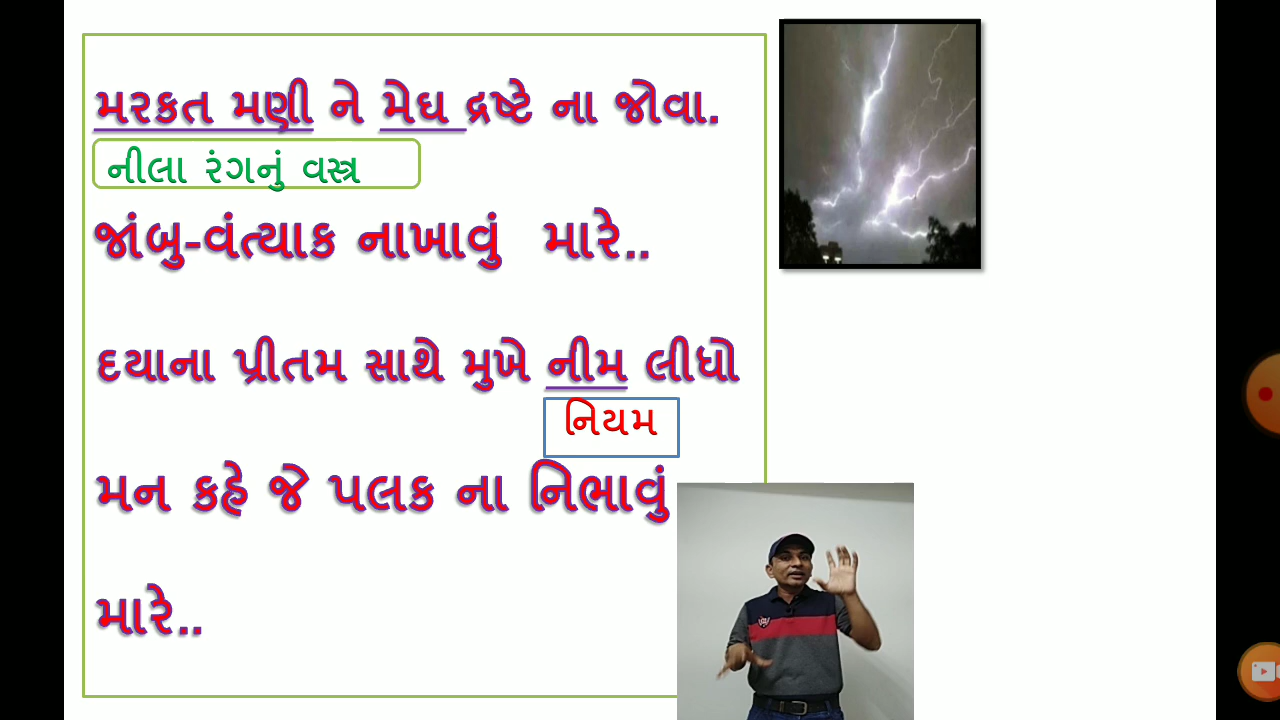 મરકત મણી ને મેઘ દ્રષ્ટે ના જોવા.
નીલા રંગનું વસ્ત્ર
જાંબુ-વંત્યાક નાખાવું મારે..
દયાના પ્રીતમ સાથે મુખે નીમ લીધો
નિયમ
મન કહે જે પલક ના નિભાવું
મારે..